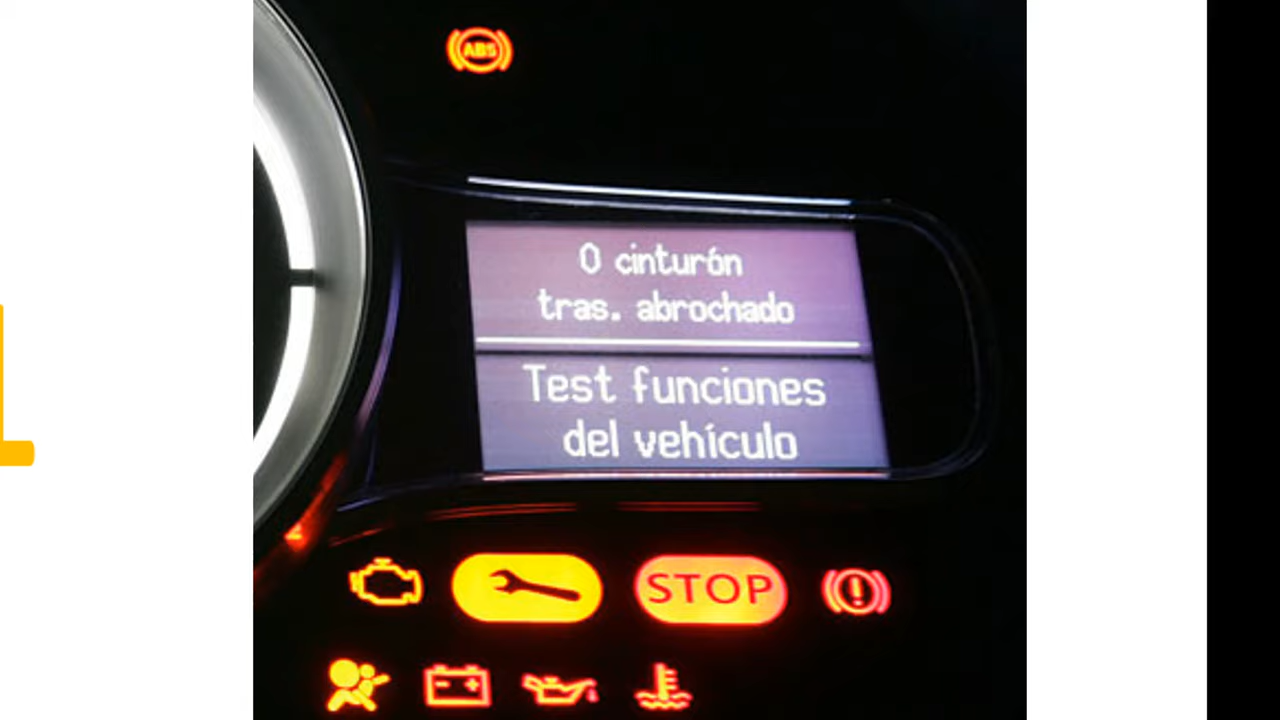 ABS
0 cinturón
tras. abrochado
Test funciones
del vehículo
STOP